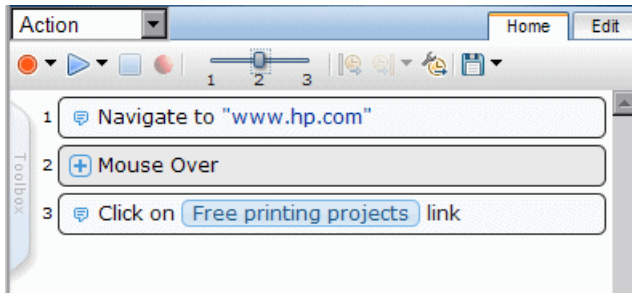 Action Home Edit
1 2 3
1 Navigate to "www.hp.com"
2 Mouse Over
3 Click on Free printing projects link
Toolbox